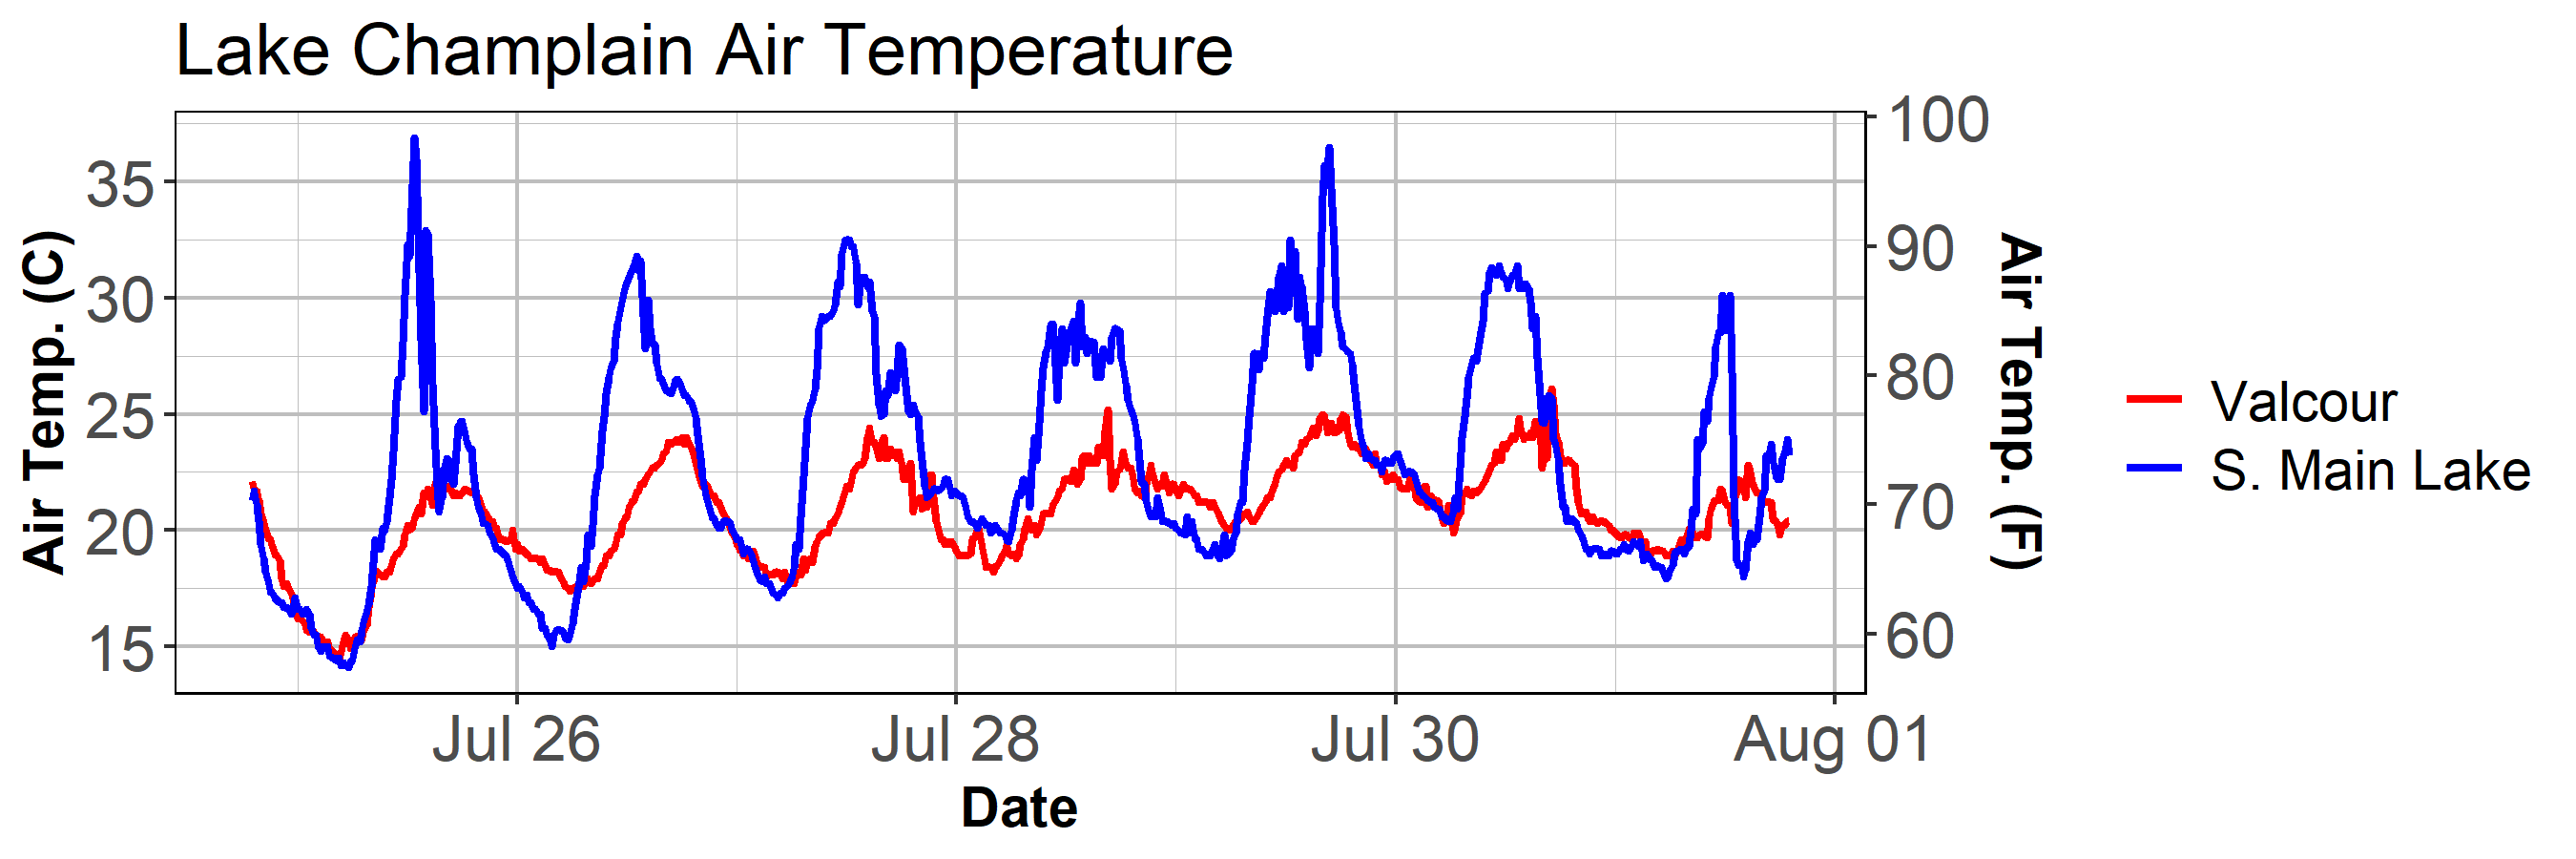 Lake Champlain Air Temperature
Air Temp. (C)
35
30
25
20
15
100
90
80
70
60
Air Temp. (F)
Jul 26
Jul 28
Jul 30
Aug 01
Date
Valcour
S. Main Lake